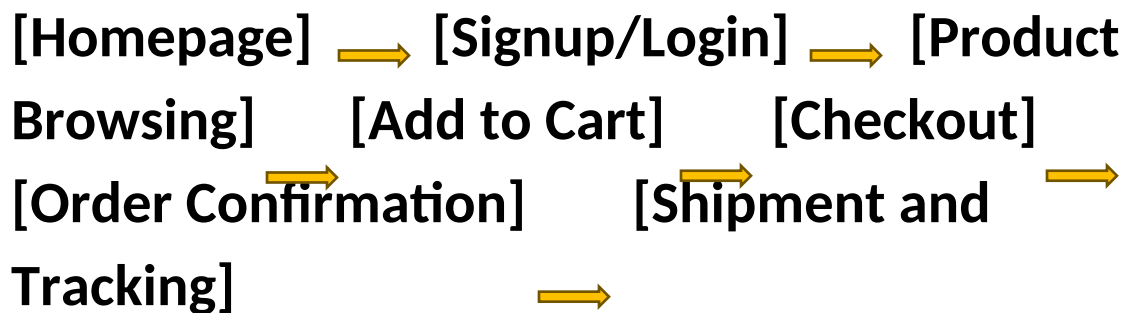 [Homepage] [Signup/Login] [Product
Browsing] [Add to Cart] [Checkout]
[Order Confirmation] [Shipment and
Tracking]